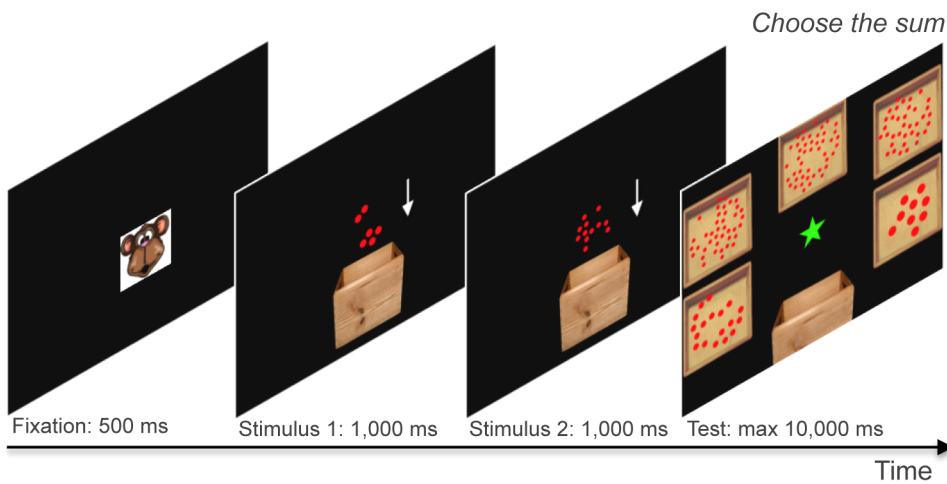 Choose the sum
Fixation: 500 ms
Stimulus 1: 1,000 ms
Stimulus 2: 1,000 ms
Test: max 10,000 ms
Time